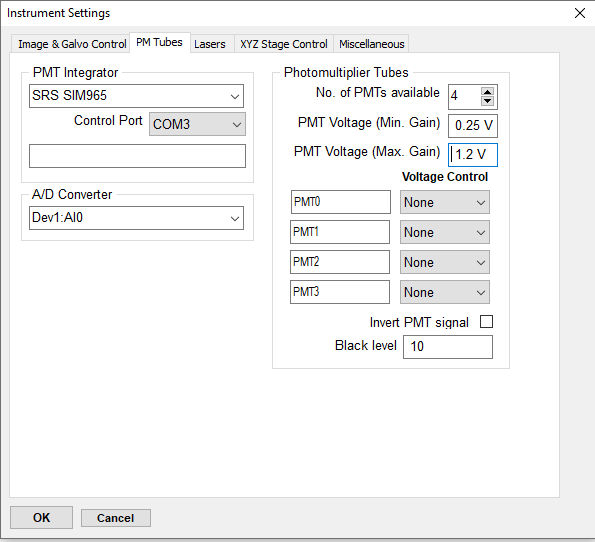 Instrument Settings
Image & Galvo Control
PM Tubes
Lasers
XYZ Stage Control
Miscellaneous
PMT Integrator
SRS SIM965
Control Port
COM3
A/D Converter
Dev1:AI0
Photomultiplier Tubes
No. of PMTs available
4
PMT Voltage (Min. Gain)
0.25 V
PMT Voltage (Max. Gain)
1.2 V
Voltage Control
PMT0
None
PMT1
None
PMT2
None
PMT3
None
Invert PMT signal
Black level
10
OK
Cancel